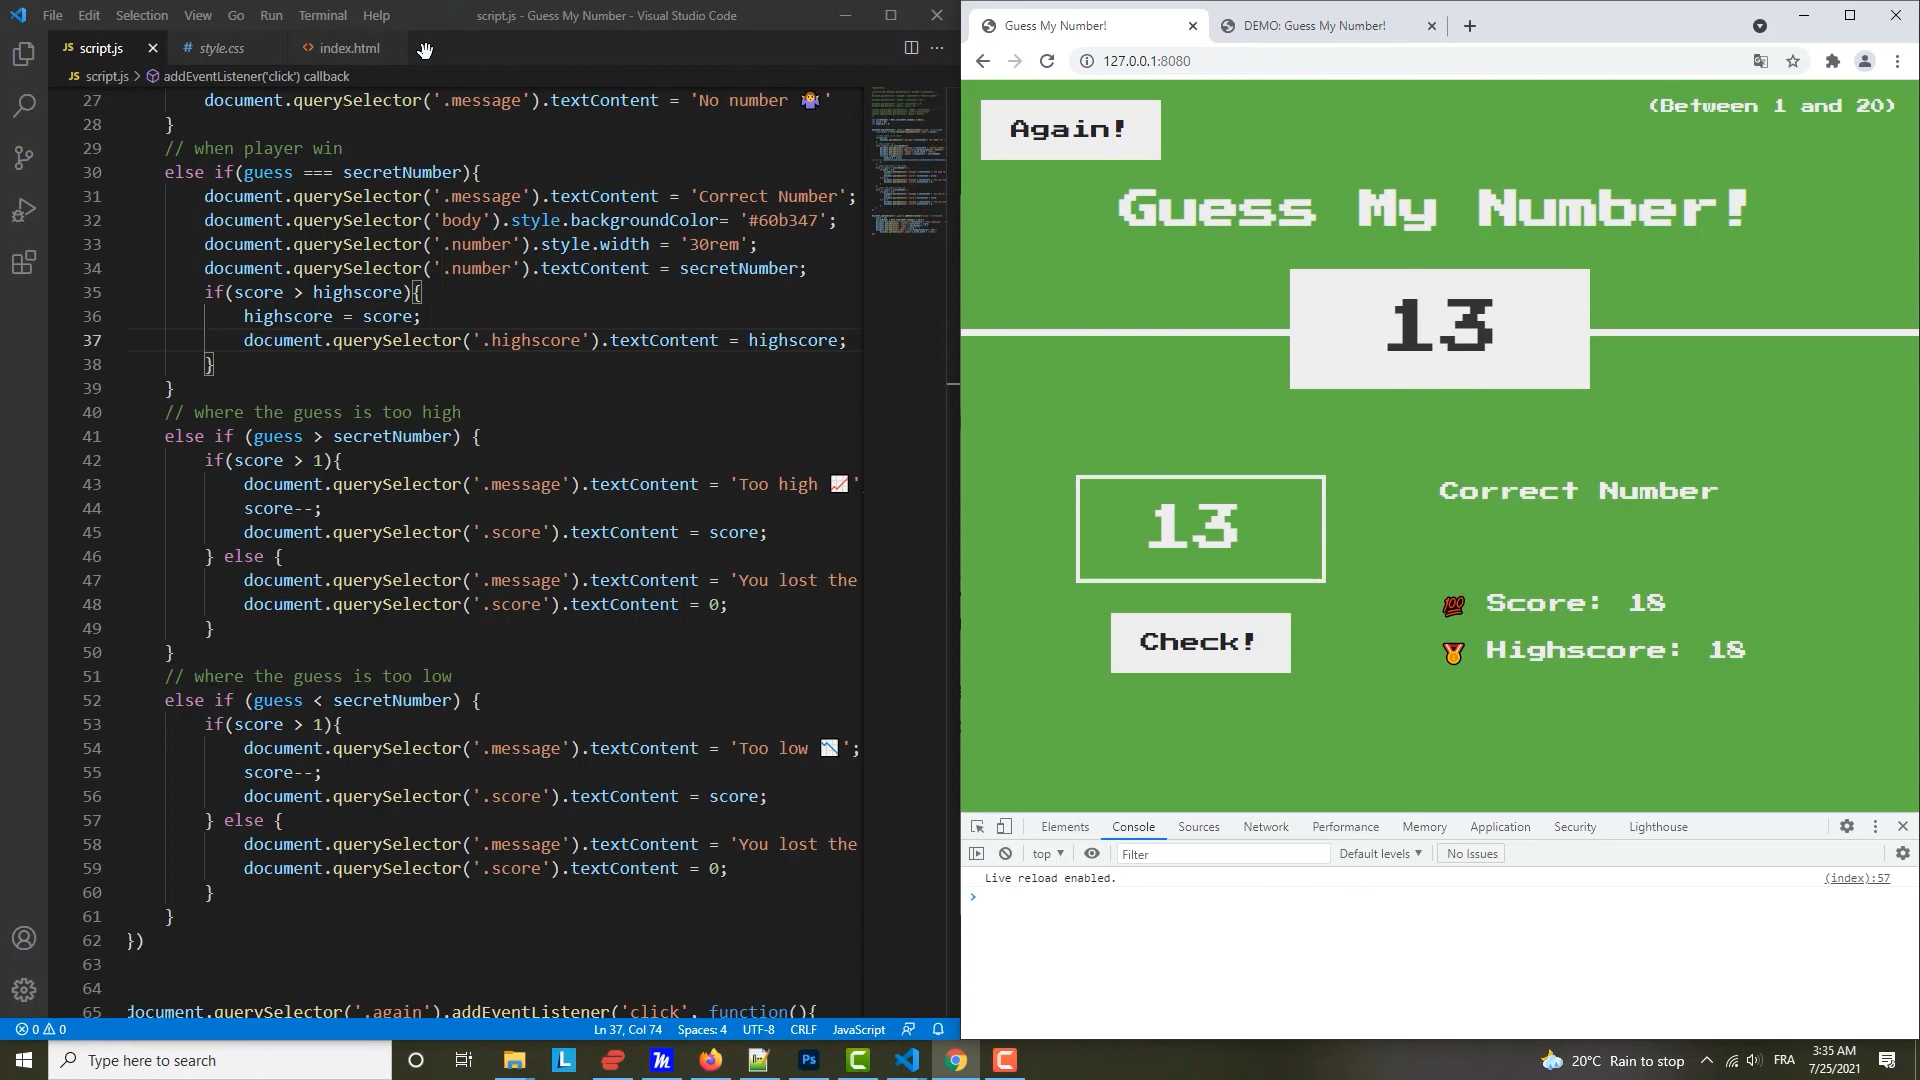 File Edit Selection View Go Run Terminal Help
script.js - Guess My Number - Visual Studio Code
JS script.js
# style.css
<> index.html
JS script.js > addEventListener('click') callback
27 document.querySelector('.message').textContent = 'No number 🤷'
28 }
29 // when player win
30 else if(guess === secretNumber){
31 document.querySelector('.message').textContent = 'Correct Number';
32 document.querySelector('body').style.backgroundColor= '#60b347';
33 document.querySelector('.number').style.width = '30rem';
34 document.querySelector('.number').textContent = secretNumber;
35 if(score > highscore){
36 highscore = score;
37 document.querySelector('.highscore').textContent = highscore;
38 }
39 }
40 // where the guess is too high
41 else if (guess > secretNumber) {
42 if(score > 1){
43 document.querySelector('.message').textContent = 'Too high 📈'
44 score--;
45 document.querySelector('.score').textContent = score;
46 } else {
47 document.querySelector('.message').textContent = 'You lost the
48 document.querySelector('.score').textContent = 0;
49 }
50 }
51 // where the guess is too low
52 else if (guess < secretNumber) {
53 if(score > 1){
54 document.querySelector('.message').textContent = 'Too low 📉';
55 score--;
56 document.querySelector('.score').textContent = score;
57 } else {
58 document.querySelector('.message').textContent = 'You lost the
59 document.querySelector('.score').textContent = 0;
60 }
61 }
62 })
63
64
65 document.querySelector('.again').addEventListener('click', function(){
0 0
Ln 37, Col 74 Spaces: 4 UTF-8 CRLF JavaScript
Guess My Number!
DEMO: Guess My Number!
127.0.0.1:8080
(Between 1 and 20)
Again!
Guess My Number!
13
13
Correct Number
Check!
💯 Score: 18
🥇 Highscore: 18
Elements Console Sources Network Performance Memory Application Security Lighthouse
top ▼ Filter Default levels ▼ No Issues
Live reload enabled. (index):57
>
Type here to search
20°C Rain to stop
FRA
3:35 AM
7/25/2021